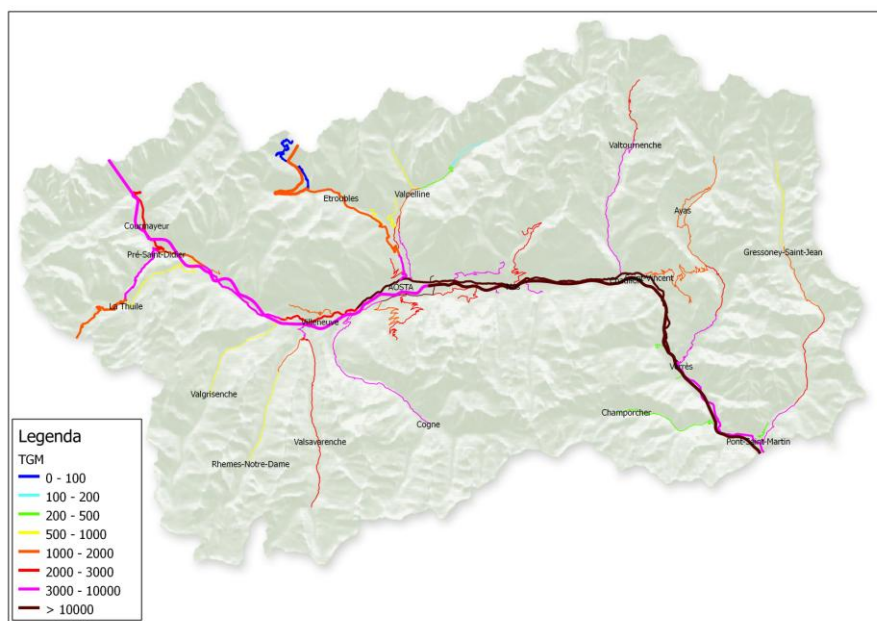 Valtournenche
Valpelline
Etroubles
Ayas
Courmayeur
Pré-Saint-Didier
Gressoney-Saint-Jean
AOSTA
La Thuile
Villeneuve
Verrès
Valgrisenche
Champorcher
Cogne
Valsavarenche
Pont-Saint-Martin
Rhemes-Notre-Dame
Legenda
TGM
0 - 100
100 - 200
200 - 500
500 - 1000
1000 - 2000
2000 - 3000
3000 - 10000
> 10000